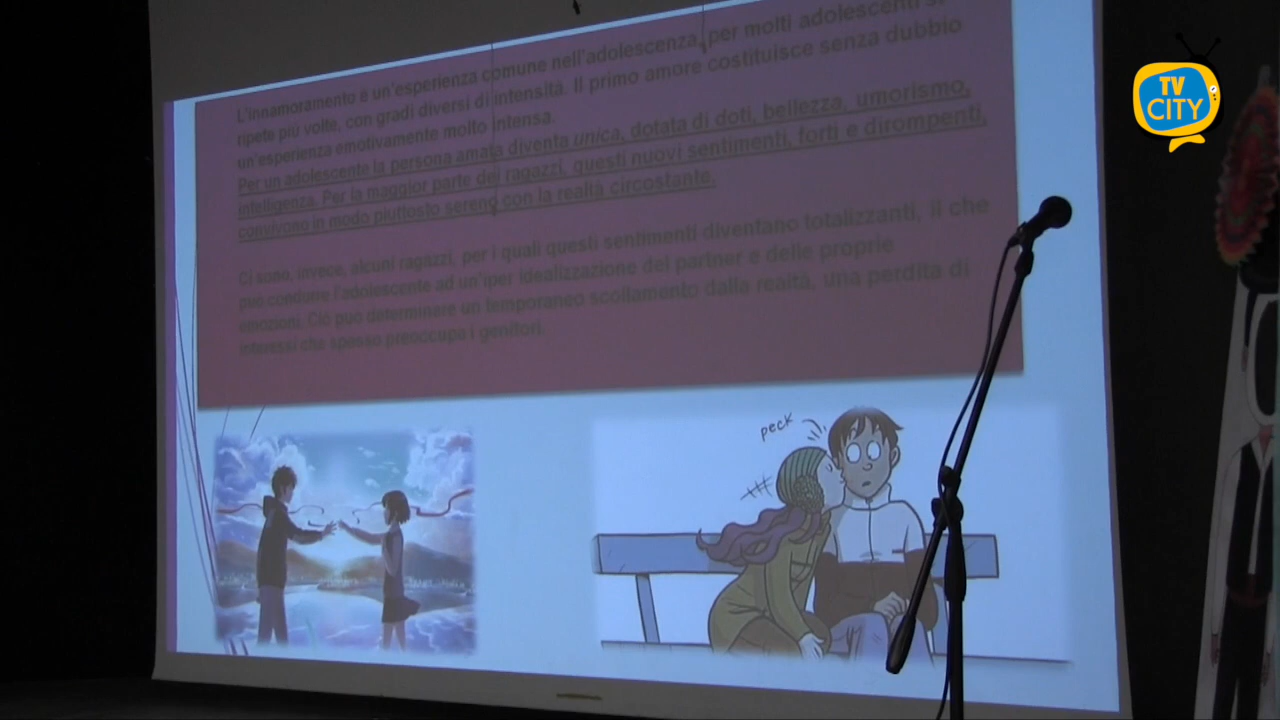 L'innamoramento è un'esperienza comune nell'adolescenza, per molti adolescenti si
ripete più volte, con gradi diversi di intensità. Il primo amore costituisce senza dubbio
un'esperienza emotivamente molto intensa.
Per un adolescente la persona amata diventa unica, dotata di doti, bellezza, umorismo,
intelligenza. Per la maggior parte dei ragazzi, questi nuovi sentimenti, forti e dirompenti,
convivono in modo piuttosto sereno con la realtà circostante.
Ci sono, invece, alcuni ragazzi, per i quali questi sentimenti diventano totalizzanti, il che
può condurre l'adolescente ad un'iper idealizzazione del partner e delle proprie
emozioni. Ciò può determinare un temporaneo scollamento dalla realtà, una perdita di
interessi che spesso preoccupa i genitori.
peck
TV
CITY